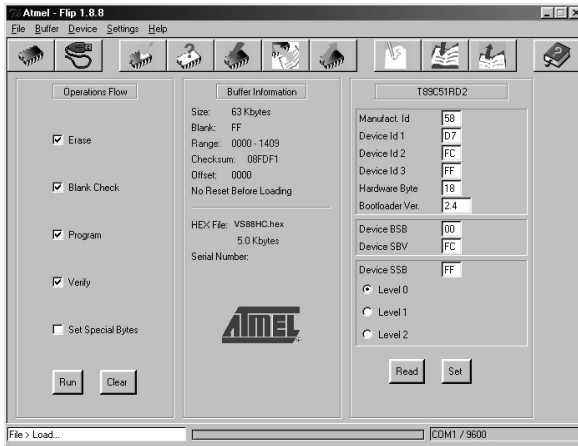 Atmel - Flip 1.8.8
File Buffer Device Settings Help
Operations Flow
Erase
Blank Check
Program
Verify
Set Special Bytes
Run Clear
Buffer Information
Size: 63 Kbytes
Blank: FF
Range: 0000 - 1409
Checksum: 08FDF1
Offset: 0000
No Reset Before Loading
HEX File: VS88HC.hex
5.0 Kbytes
Serial Number:
ATMEL
T89C51RD2
Manufact. Id 58
Device Id 1 D7
Device Id 2 FC
Device Id 3 FF
Hardware Byte 18
Bootloader Ver. 2.4
Device BSB 00
Device SBV FC
Device SSB FF
Level 0
Level 1
Level 2
Read Set
File > Load...
COM1 / 9600